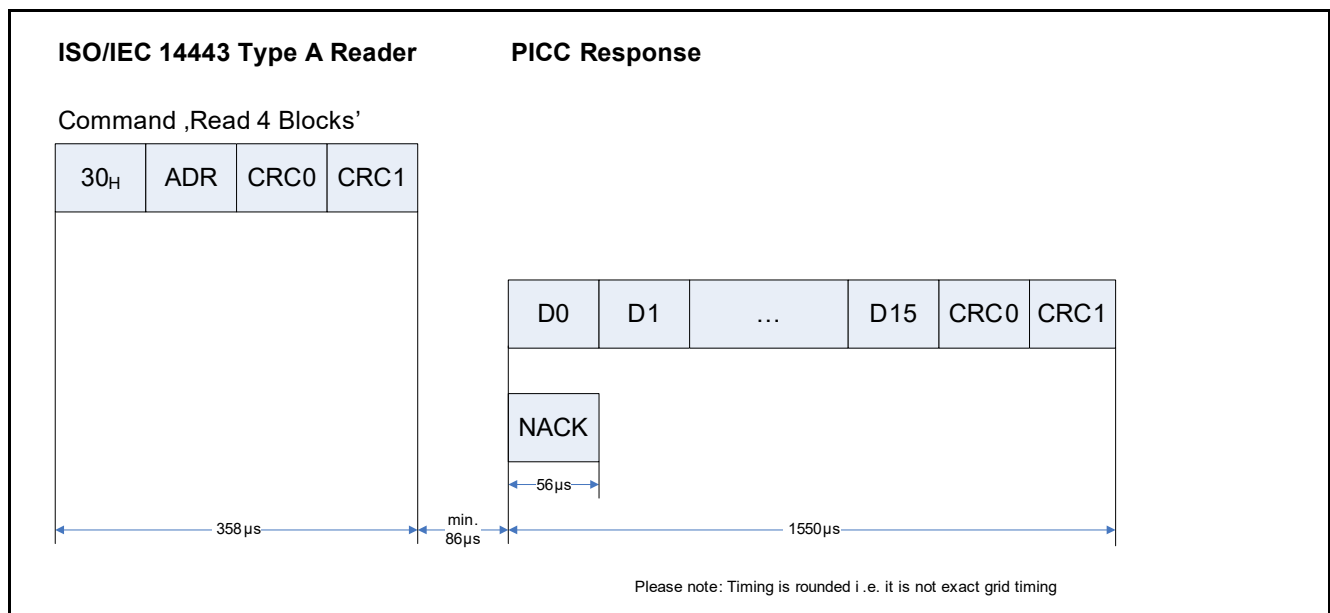 ISO/IEC 14443 Type A Reader PICC Response
Command ‚Read 4 Blocks’
30H ADR CRC0 CRC1
D0 D1 … D15 CRC0 CRC1
NACK
56µs
358µs min. 86µs 1550µs
Please note: Timing is rounded i .e. it is not exact grid timing